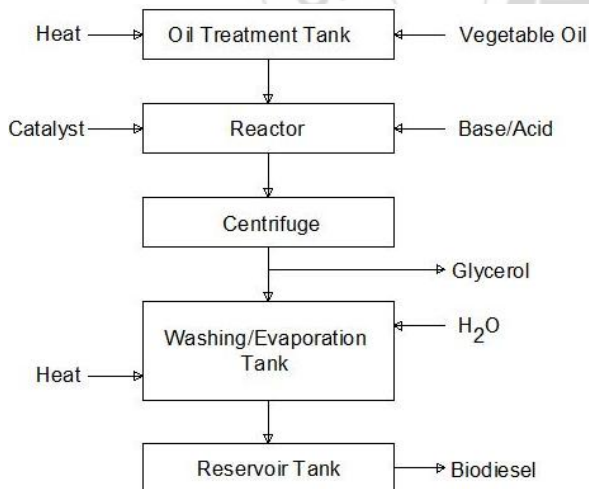 Heat
Oil Treatment Tank
Vegetable Oil
Catalyst
Reactor
Base/Acid
Centrifuge
Glycerol
Washing/Evaporation
Tank
H₂O
Heat
Reservoir Tank
Biodiesel